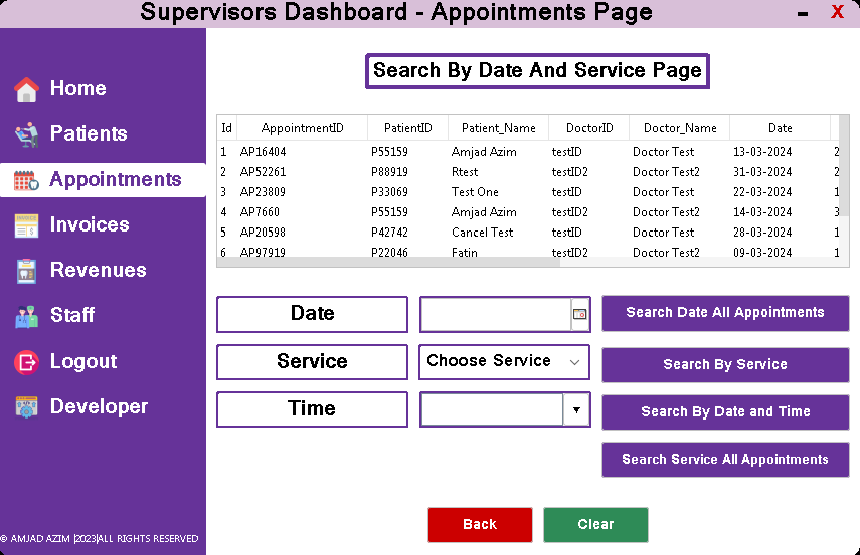 Supervisors Dashboard - Appointments Page
X
Home
Patients
Appointments
Invoices
Revenues
Staff
Logout
Developer
© AMJAD AZIM |2023|ALL RIGHTS RESERVED
Search By Date And Service Page
Id AppointmentID PatientID Patient_Name DoctorID Doctor_Name Date
1 AP16404 P55159 Amjad Azim testID Doctor Test 13-03-2024 2
2 AP52261 P88919 Rtest testID2 Doctor Test2 31-03-2024 2
3 AP23809 P33069 Test One testID Doctor Test 22-03-2024 1
4 AP7660 P55159 Amjad Azim testID2 Doctor Test2 14-03-2024 3
5 AP20598 P42742 Cancel Test testID Doctor Test 28-03-2024 1
6 AP97919 P22046 Fatin testID2 Doctor Test2 09-03-2024 1
Date
Search Date All Appointments
Service Choose Service
Search By Service
Time
Search By Date and Time
Search Service All Appointments
Back Clear